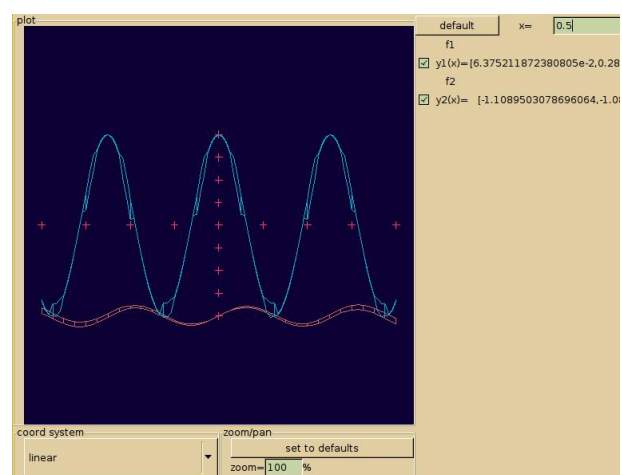 plot
default x= 0.5
f1
y1(x)=[6.375211872380805e-2,0.28
f2
y2(x)= [-1.1089503078696064,-1.08
coord system
linear
zoom/pan
set to defaults
zoom= 100 %